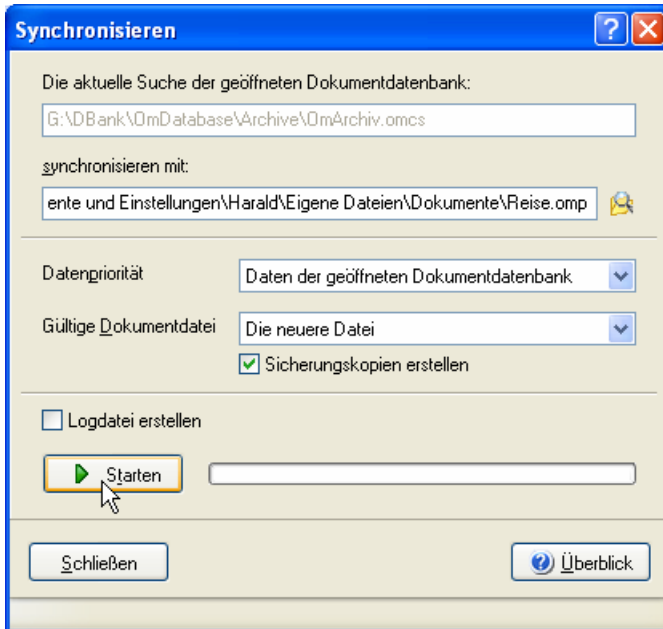 Synchronisieren
Die aktuelle Suche der geöffneten Dokumentdatenbank:
G:\DBank\OmDatabase\Archive\OmArchiv.omcs
synchronisieren mit:
ente und Einstellungen\Harald\Eigene Dateien\Dokumente\Reise.omp
Datenpriorität
Daten der geöffneten Dokumentdatenbank
Gültige Dokumentdatei
Die neuere Datei
Sicherungskopien erstellen
Logdatei erstellen
Starten
Schließen
Überblick